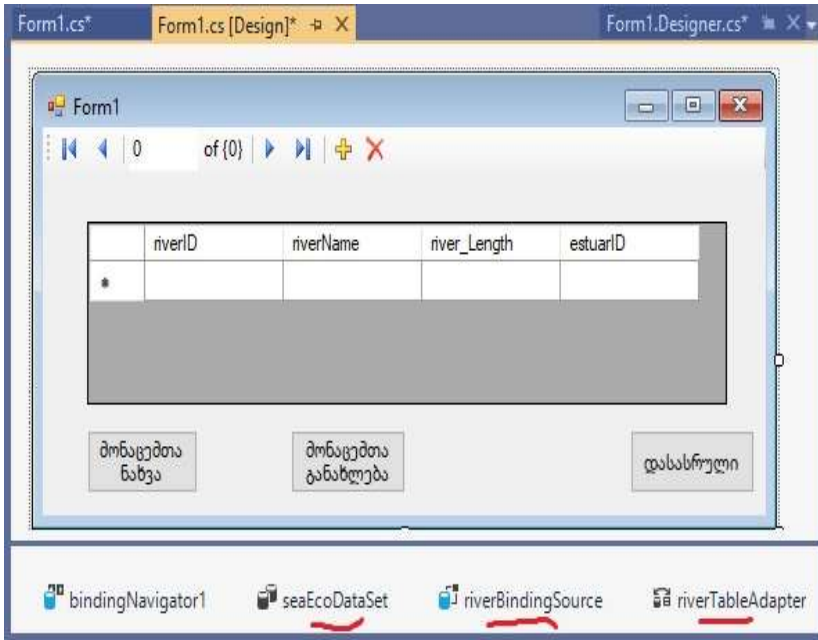 Form1.cs* Form1.cs [Design]* Form1.Designer.cs*
Form1
0 of {0}
riverID riverName river_Length estuarID
მონაცემთა
ნახვა
მონაცემთა
განახლება
დასასრული
bindingNavigator1 seaEcoDataSet riverBindingSource riverTableAdapter